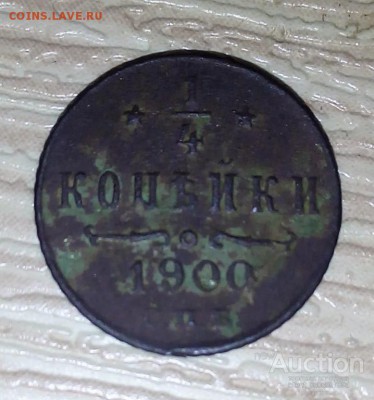 COINS.LAVE.RU
1
4
КОПѢЙКИ
1900
Auction